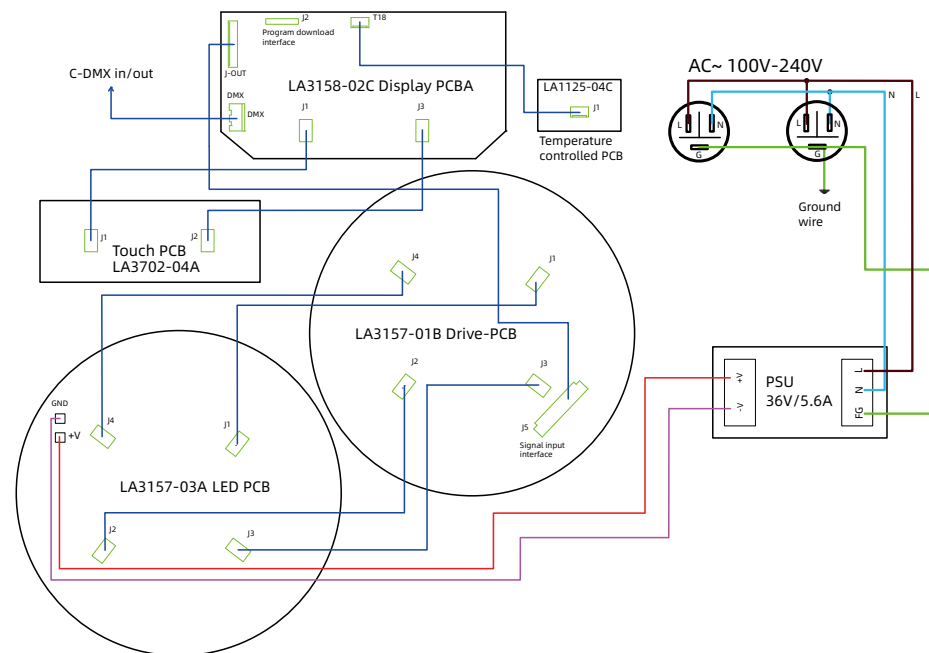 J2
Program download
interface
T18
J-OUT
LA3158-02C Display PCBA
DMX
DMX
J1
J3
C-DMX in/out
LA1125-04C
J1
Temperature
controlled PCB
AC~ 100V-240V
N
L
L
N
G
L
N
G
Ground
wire
J1
J2
Touch PCB
LA3702-04A
J4
J1
LA3157-01B Drive-PCB
J2
J3
J5
Signal input
interface
PSU
36V/5.6A
+V
-V
L
N
FG
GND
+V
J4
J1
LA3157-03A LED PCB
J2
J3